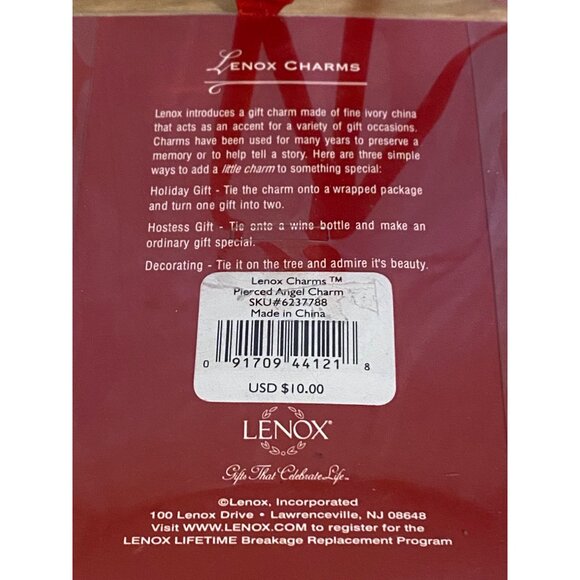 LENOX CHARMS
Lenox introduces a gift charm made of fine ivory china
that acts as an accent for a variety of gift occasions.
Charms have been used for many years to preserve a
memory or to help tell a story. Here are three simple
ways to add a little charm to something special:
Holiday Gift - Tie the charm onto a wrapped package
and turn one gift into two.
Hostess Gift - Tie onto a wine bottle and make an
ordinary gift special.
Decorating - Tie it on the tree and admire it's beauty.
Lenox Charms ™
Pierced Angel Charm
SKU#6237788
Made in China
0 91709 44121 8
USD $10.00
LENOX®
Gifts That Celebrate Life™
©Lenox, Incorporated
100 Lenox Drive • Lawrenceville, NJ 08648
Visit WWW.LENOX.COM to register for the
LENOX LIFETIME Breakage Replacement Program